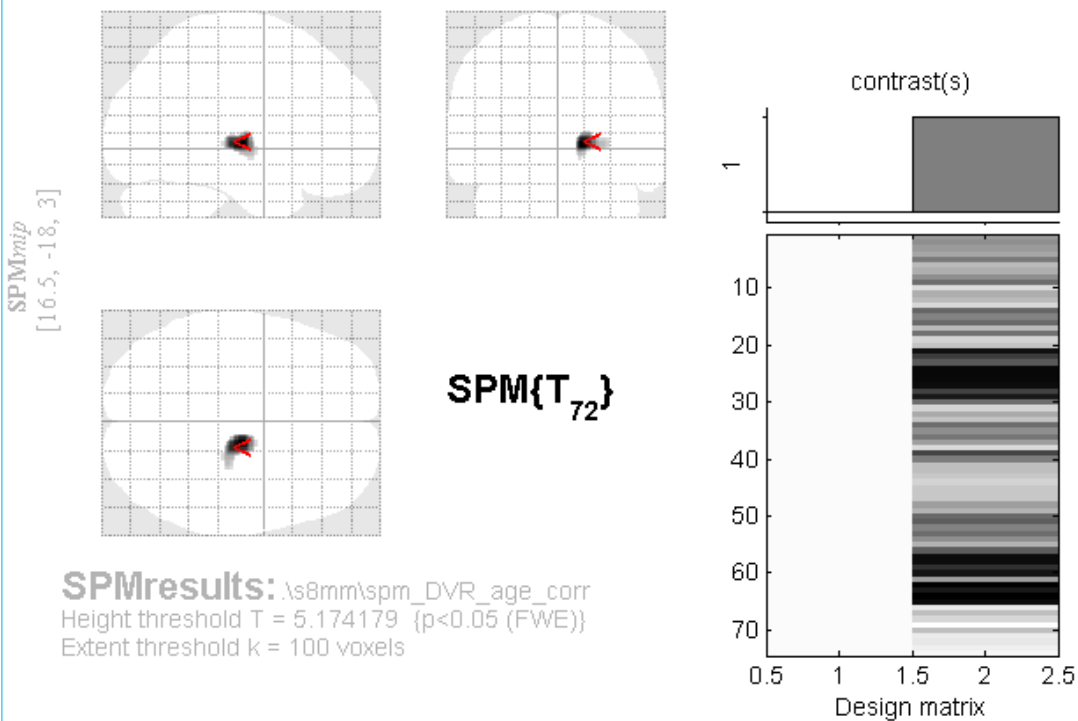 SPMmip
[16.5, -18, 3]
contrast(s)
1
10
20
30
40
50
60
70
0.5 1 1.5 2 2.5
Design matrix
SPM{T72}
SPMresults: .\s8mm\spm_DVR_age_corr
Height threshold T = 5.174179 {p<0.05 (FWE)}
Extent threshold k = 100 voxels